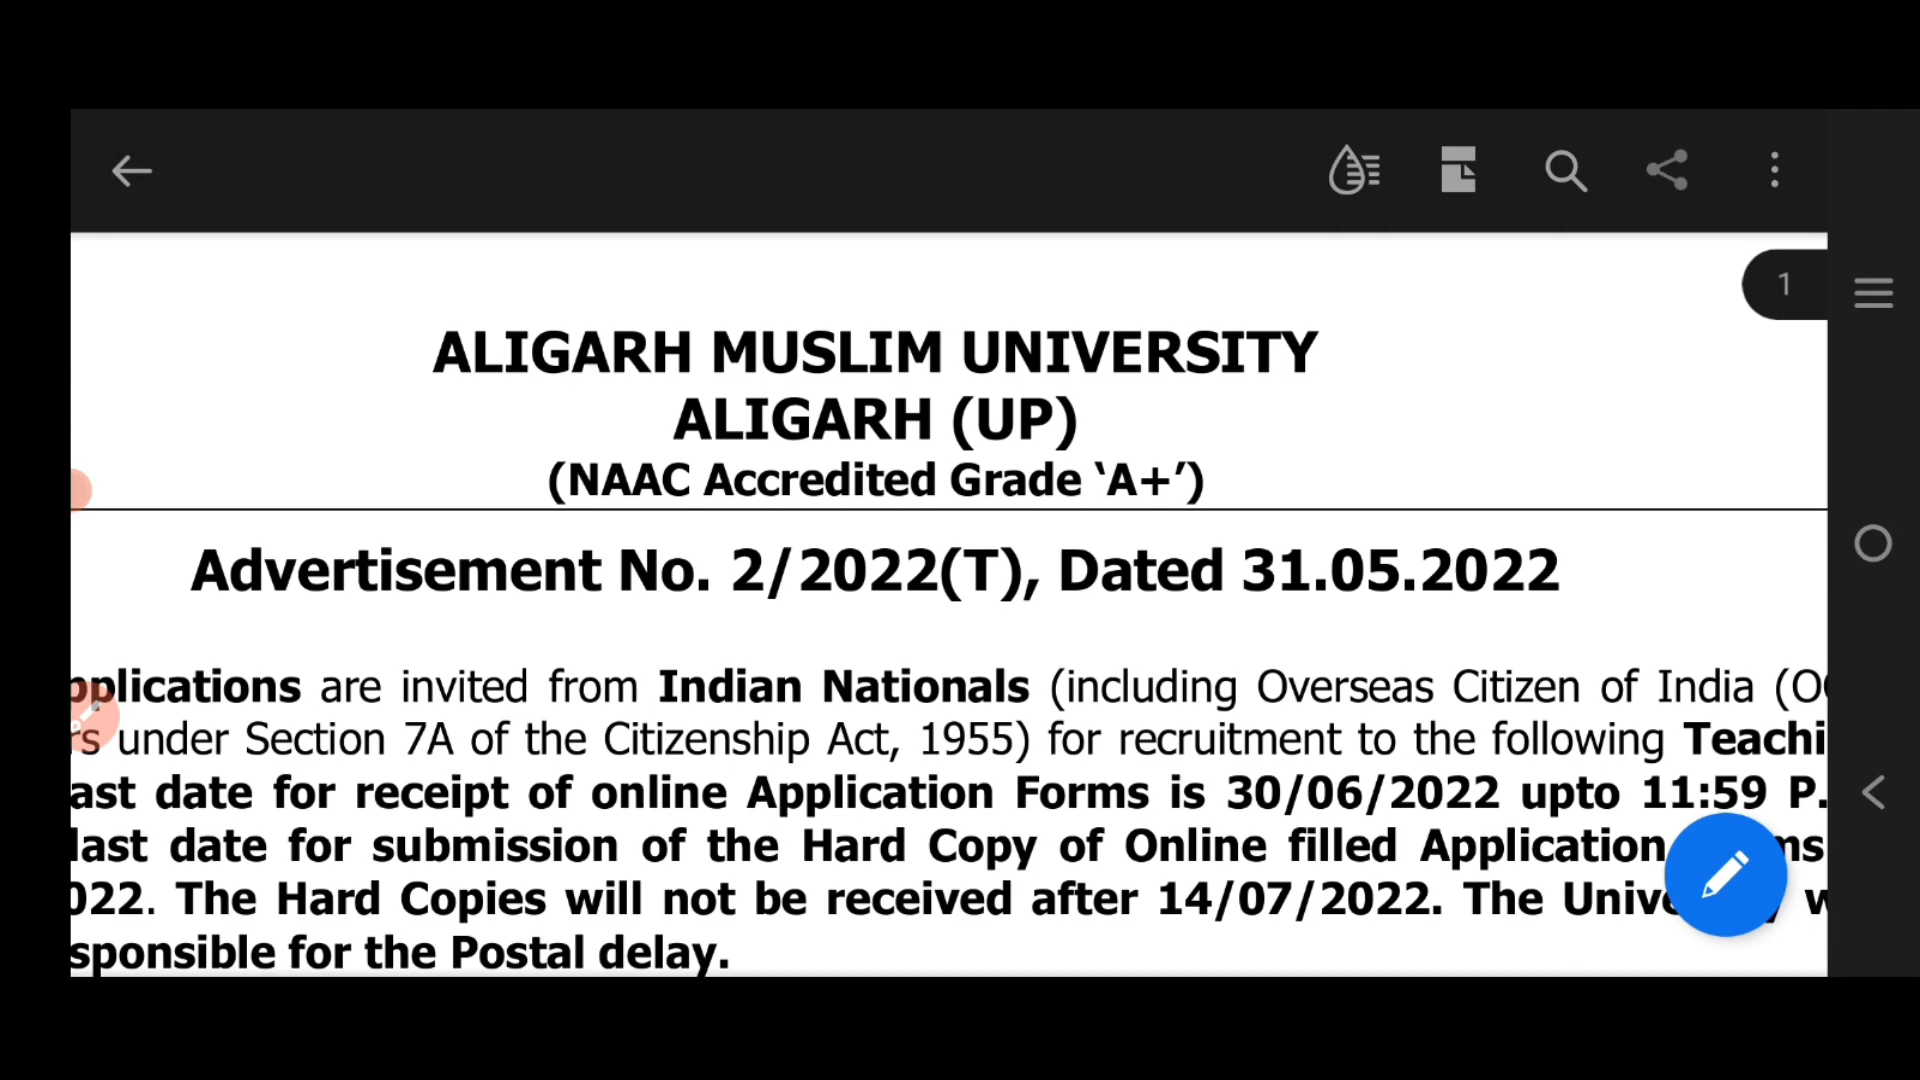 1
ALIGARH MUSLIM UNIVERSITY
ALIGARH (UP)
(NAAC Accredited Grade ‘A+’)
Advertisement No. 2/2022(T), Dated 31.05.2022
pplications are invited from Indian Nationals (including Overseas Citizen of India (O
rs under Section 7A of the Citizenship Act, 1955) for recruitment to the following Teachi
ast date for receipt of online Application Forms is 30/06/2022 upto 11:59 P.
last date for submission of the Hard Copy of Online filled Application ms
022. The Hard Copies will not be received after 14/07/2022. The Unive y w
sponsible for the Postal delay.